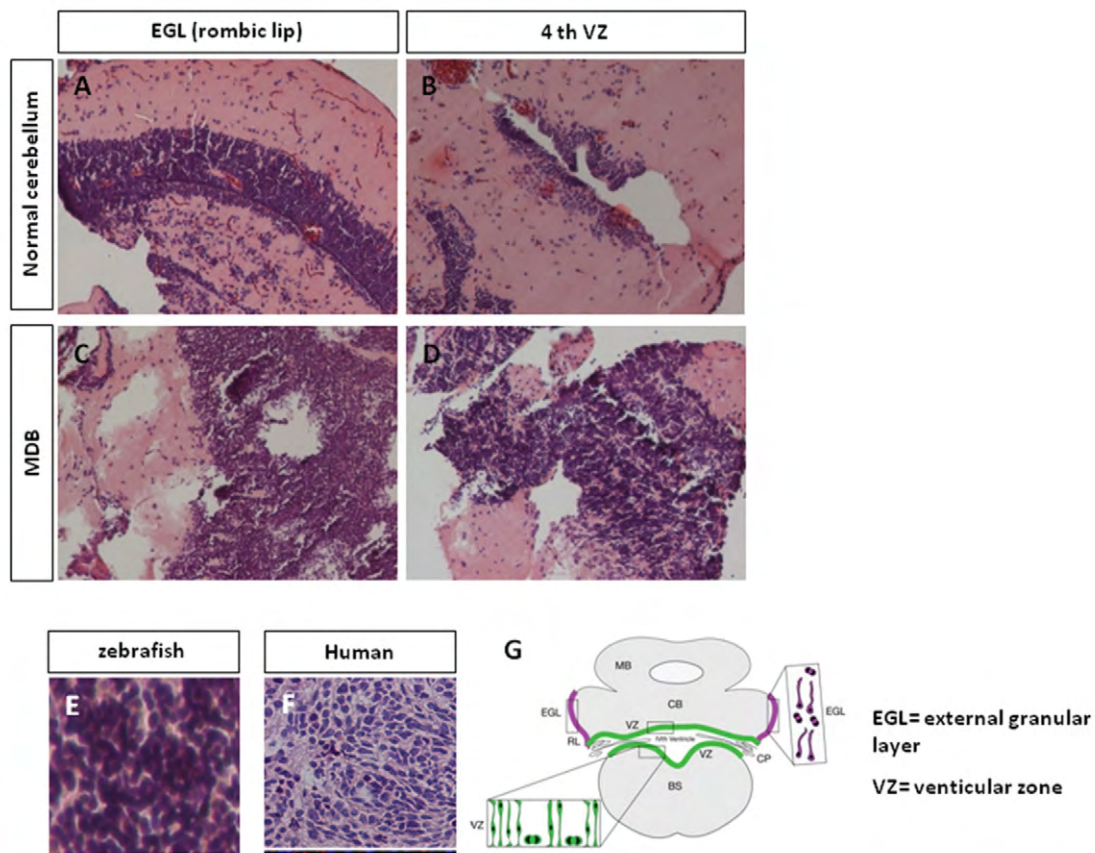 EGL (rombic lip)
4 th VZ
Normal cerebellum
A
B
MDB
C
D
zebrafish
Human
E
F
G
MB
CB
EGL
EGL
VZ
RL
IVth Ventricle
VZ
CP
BS
VZ
EGL= external granular
layer
VZ= venticular zone